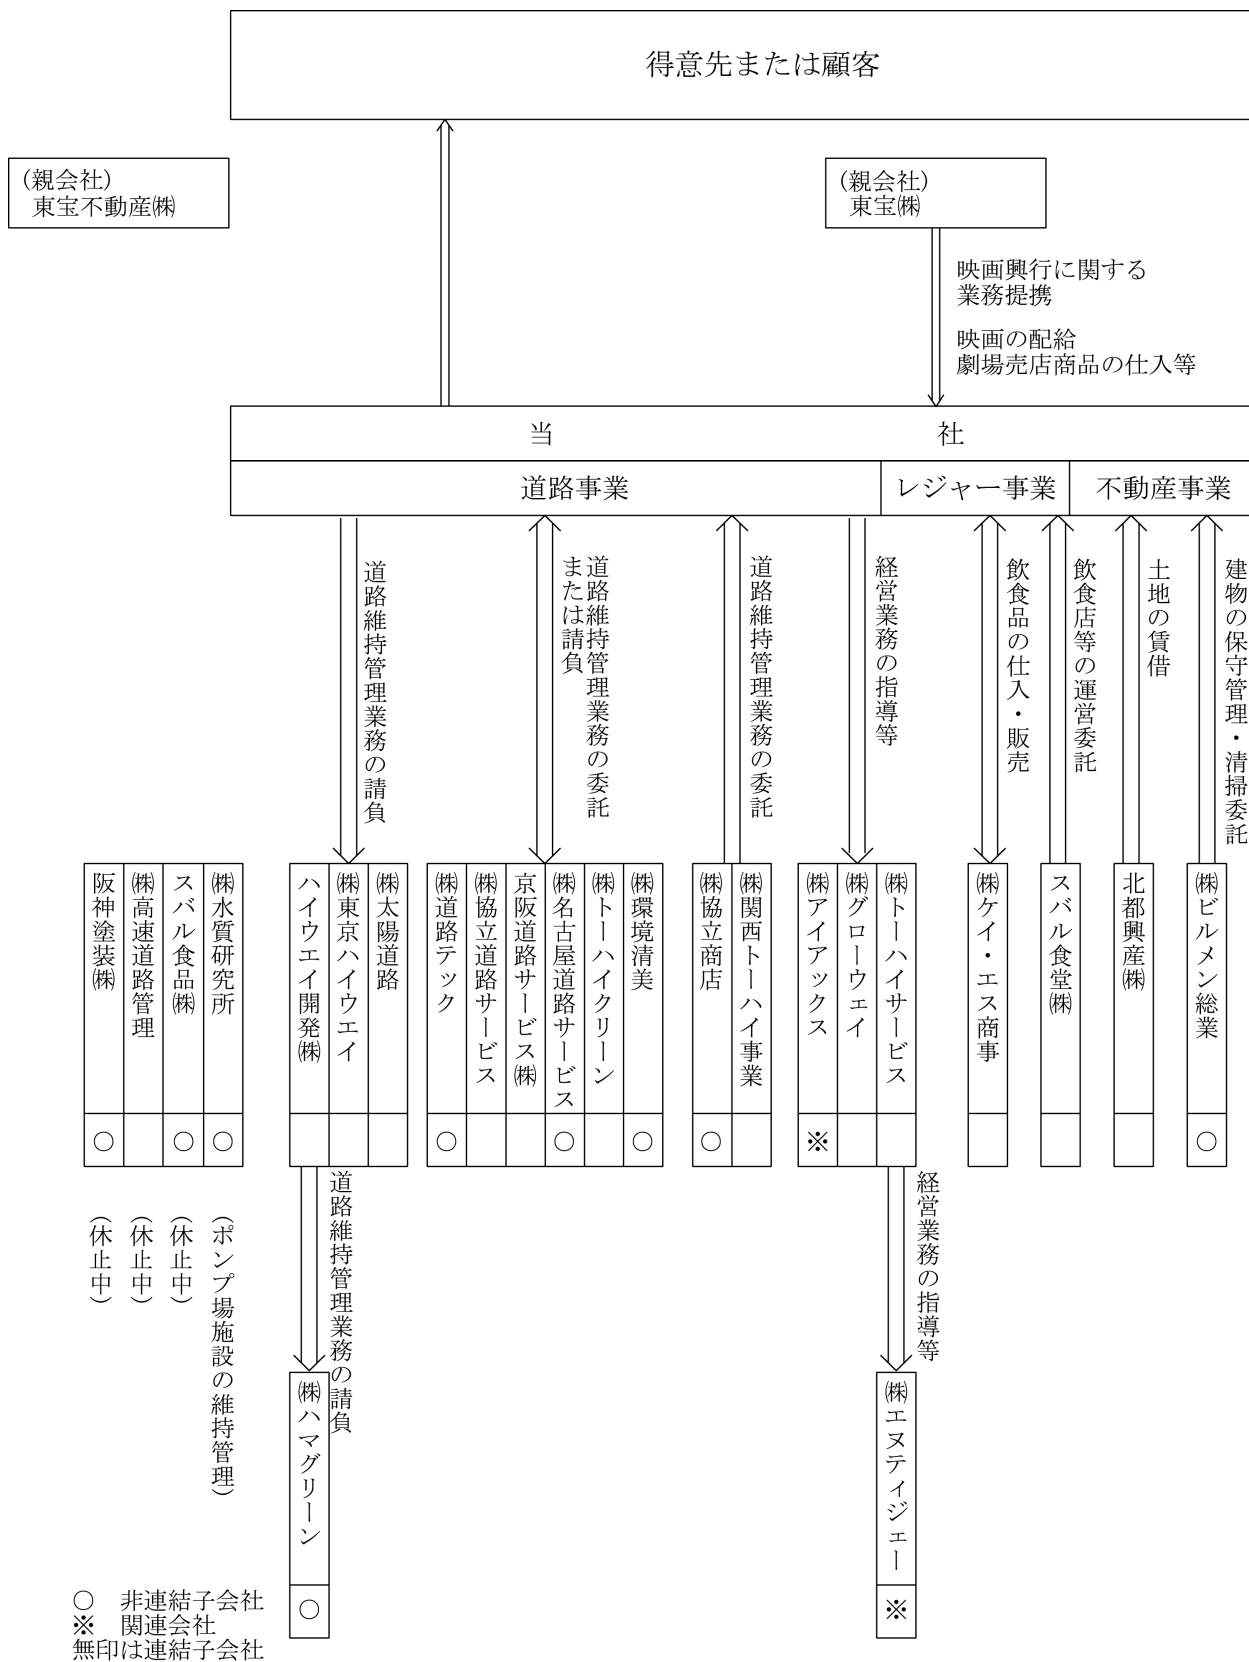 得意先または顧客
(親会社)
東宝不動産㈱
(親会社)
東宝㈱
映画興行に関する
業務提携
映画の配給
劇場売店商品の仕入等
当社
道路事業
レジャー事業
不動産事業
道路維持管理業務の請負
道路維持管理業務の委託
または請負
道路維持管理業務の委託
経営業務の指導等
飲食品の仕入・販売
飲食店等の運営委託
土地の賃借
建物の保守管理・清掃委託
阪神塗装㈱
○
㈱高速道路管理
スバル食品㈱
○
㈱水質研究所
○
ハイウエイ開発㈱
㈱東京ハイウエイ
㈱太陽道路
㈱道路テック
○
㈱協立道路サービス
京阪道路サービス㈱
㈱名古屋道路サービス
○
㈱トーハイクリーン
㈱環境清美
○
㈱協立商店
○
㈱関西トーハイ事業
㈱アイアックス
※
㈱グローウェイ
㈱トーハイサービス
㈱ケイ・エス商事
スバル食堂㈱
北都興産㈱
㈱ビルメン総業
○
(休止中)
(休止中)
(休止中)
(ポンプ場施設の維持管理)
道路維持管理業務の請負
経営業務の指導等
㈱ハマグリーン
○
㈱エヌティジェー
※
○ 非連結子会社
※ 関連会社
無印は連結子会社